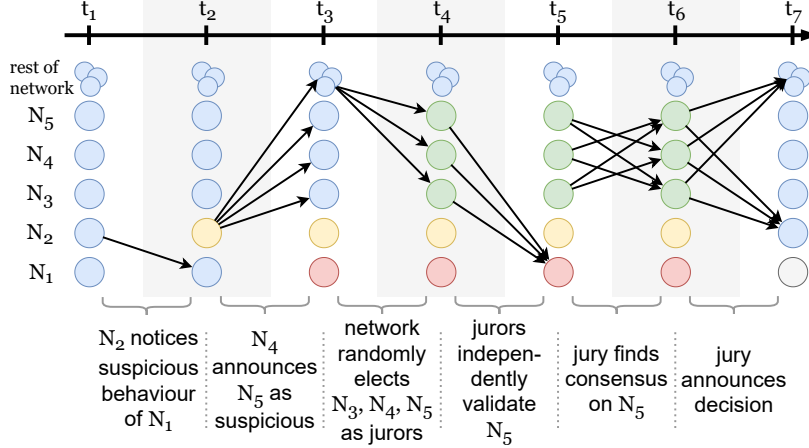 t1 t2 t3 t4 t5 t6 t7
rest of
network
N5
N4
N3
N2
N1
N2 notices
suspicious
behaviour
of N1
N4
announces
N5 as
suspicious
network
randomly
elects
N3, N4, N5
as jurors
jurors
indepen-
dently
validate
N5
jury finds
consensus
on N5
jury
announces
decision